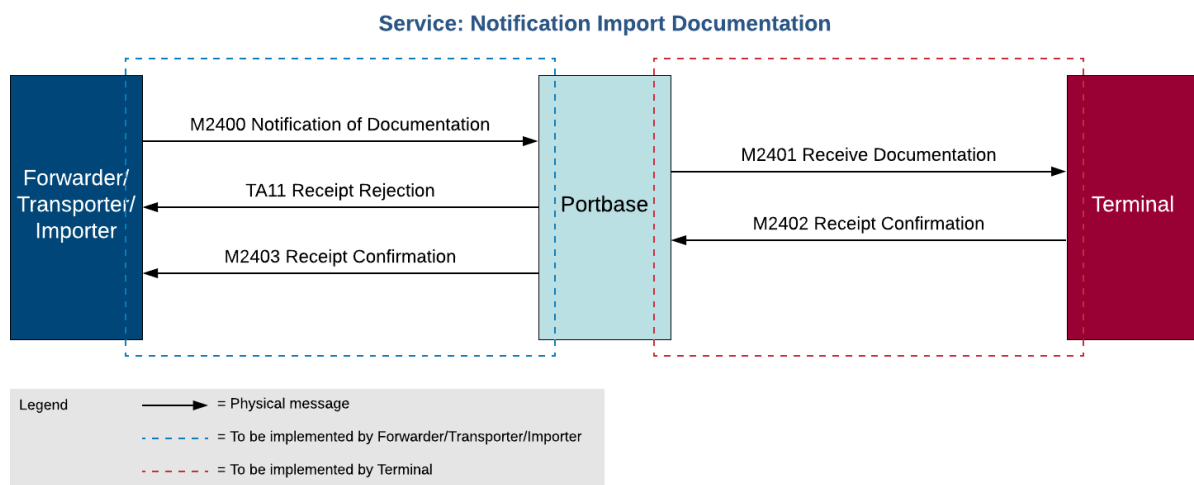 Service: Notification Import Documentation
Forwarder/
Transporter/
Importer
M2400 Notification of Documentation
TA11 Receipt Rejection
M2403 Receipt Confirmation
Portbase
M2401 Receive Documentation
M2402 Receipt Confirmation
Terminal
Legend
= Physical message
= To be implemented by Forwarder/Transporter/Importer
= To be implemented by Terminal